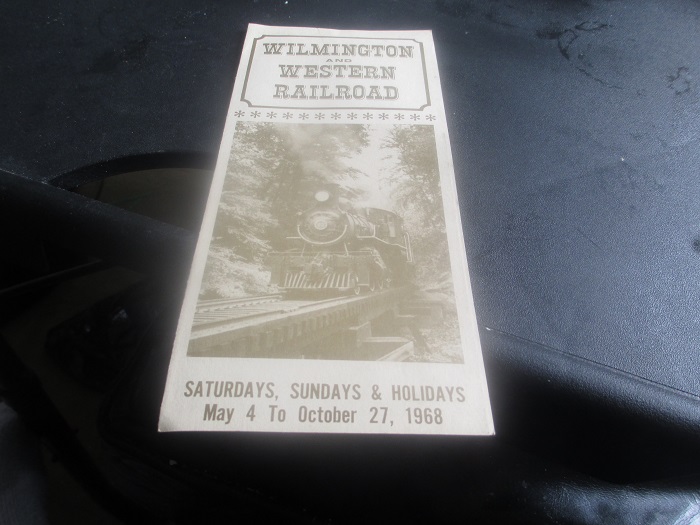 WILMINGTON
AND
WESTERN
RAILROAD
* * * * * * * * * * * * * *
SATURDAYS, SUNDAYS & HOLIDAYS
May 4 To October 27, 1968